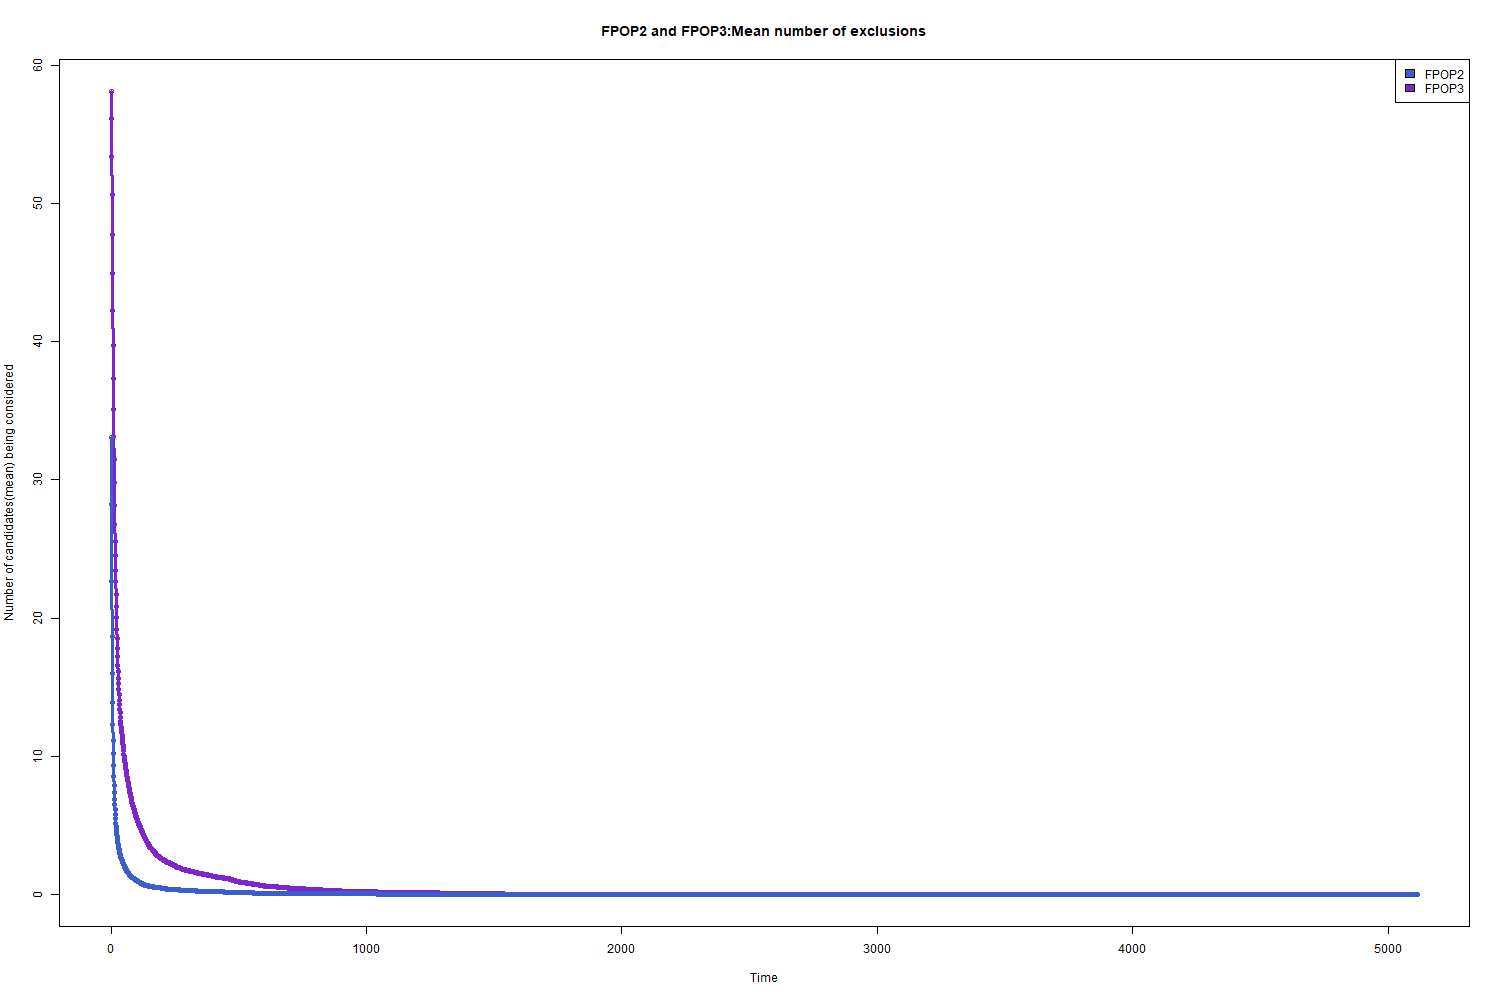 FPOP2 and FPOP3:Mean number of exclusions
FPOP2
FPOP3
Number of candidates(mean) being considered
60
50
40
30
20
10
0
0 1000 2000 3000 4000 5000
Time